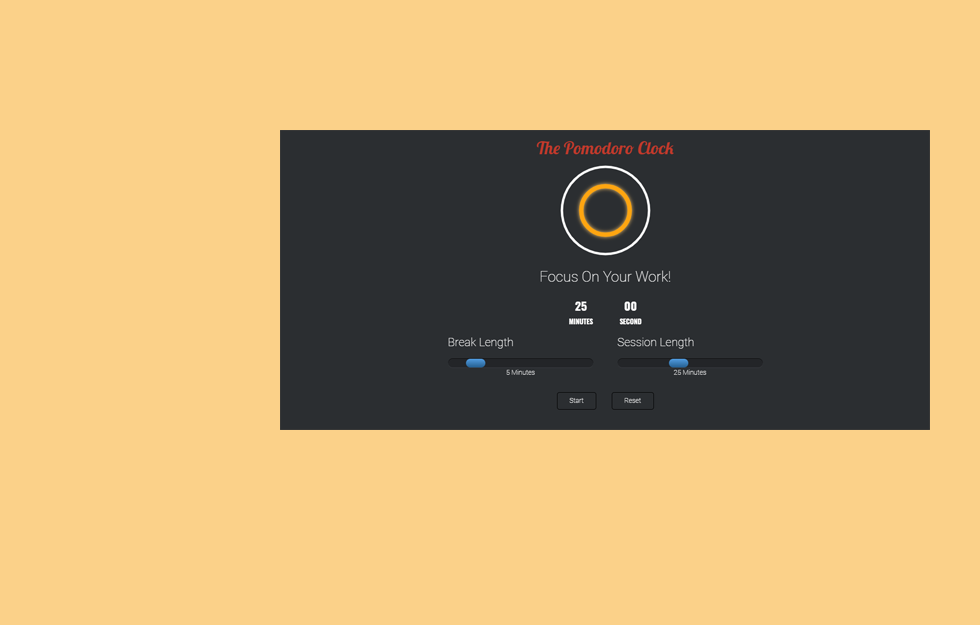 The Pomodoro Clock
Focus On Your Work!
25 00
MINUTES SECOND
Break Length Session Length
5 Minutes 25 Minutes
Start Reset